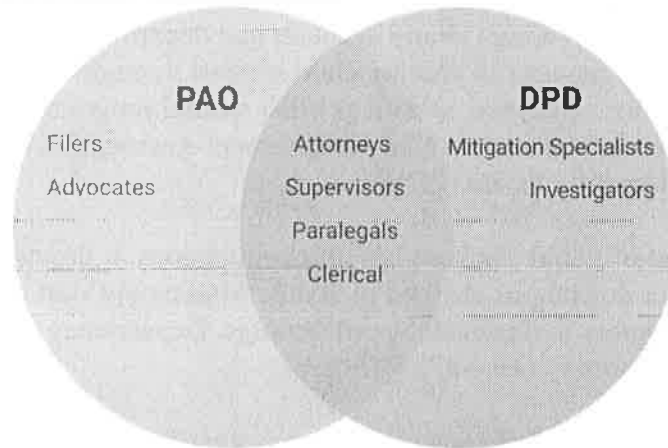 PAO
DPD
Filers
Advocates
Attorneys
Supervisors
Paralegals
Clerical
Mitigation Specialists
Investigators